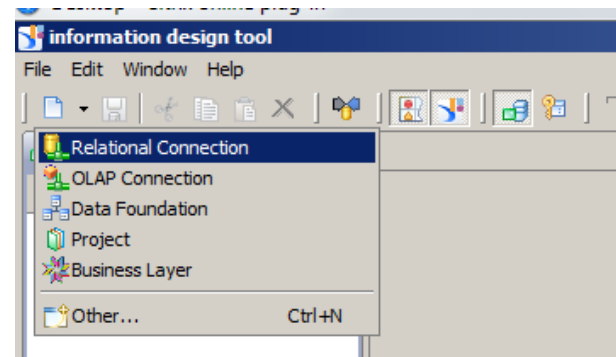 information design tool
File Edit Window Help
Relational Connection
OLAP Connection
Data Foundation
Project
Business Layer
Other... Ctrl+N